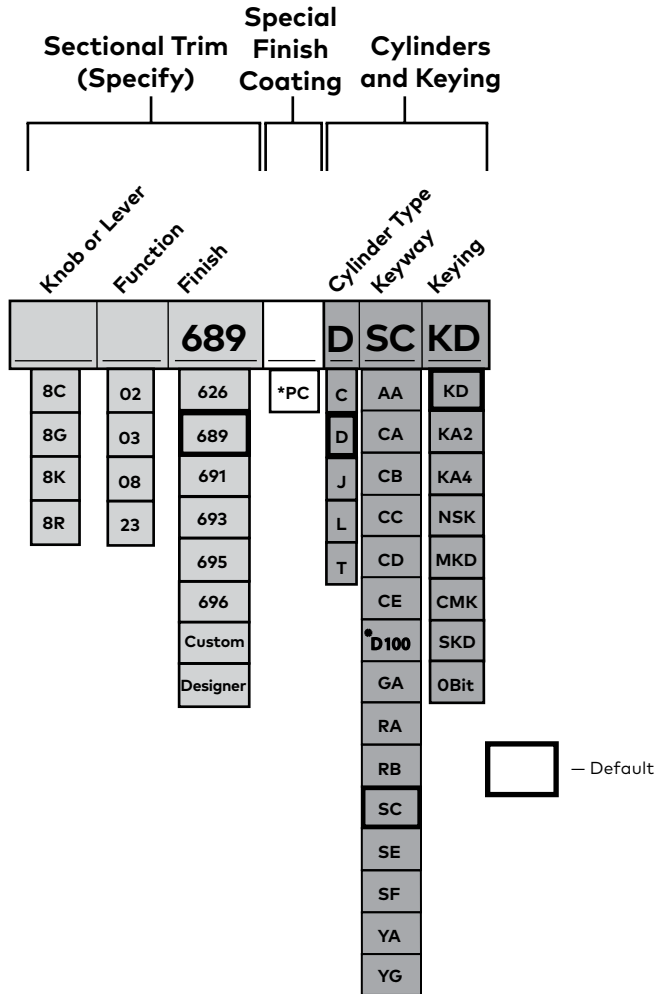 Sectional Trim
(Specify)
Special
Finish
Coating
Cylinders
and Keying
Knob or Lever
Function
Finish
Cylinder Type
Keyway
Keying
689 D SC KD
8C 02 626 *PC C AA KD
8G 03 689 D CA KA2
8K 08 691 J CB KA4
8R 23 693 L CC NSK
695 T CD MKD
696 CE CMK
Custom *D100 SKD
Designer GA 0Bit
RA
RB
— Default
SC
SE
SF
YA
YG